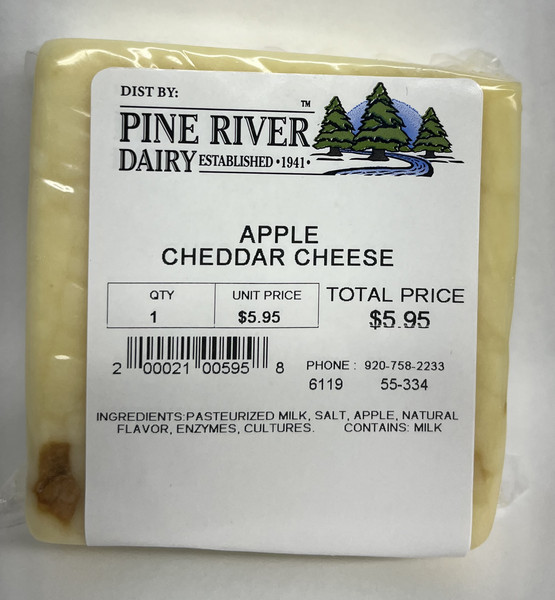 DIST BY:
PINE RIVER™
DAIRY ESTABLISHED •1941•
APPLE
CHEDDAR CHEESE
QTY UNIT PRICE TOTAL PRICE
1 $5.95 $5.95
2 00021 00595 8
PHONE : 920-758-2233
6119 55-334
INGREDIENTS:PASTEURIZED MILK, SALT, APPLE, NATURAL
FLAVOR, ENZYMES, CULTURES. CONTAINS: MILK